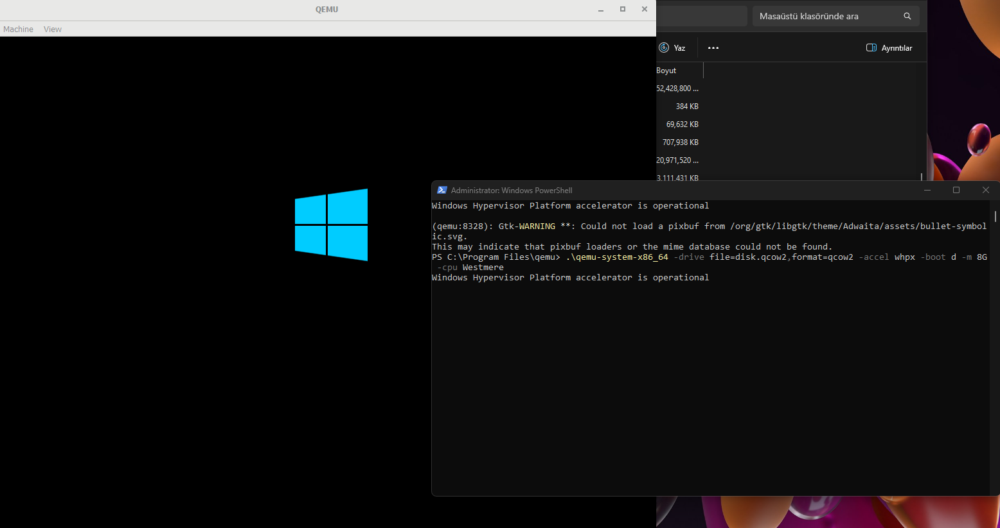 QEMU
Machine View
Masaüstü klasöründe ara
Yaz
Ayrıntılar
Boyut
52,428,800 ...
384 KB
69,632 KB
707,938 KB
20,971,520 ...
3,111,431 KB
Administrator: Windows PowerShell
Windows Hypervisor Platform accelerator is operational
(qemu:8328): Gtk-WARNING **: Could not load a pixbuf from /org/gtk/libgtk/theme/Adwaita/assets/bullet-symbol
ic.svg.
This may indicate that pixbuf loaders or the mime database could not be found.
PS C:\Program Files\qemu> .\qemu-system-x86_64 -drive file=disk.qcow2,format=qcow2 -accel whpx -boot d -m 8G
-cpu Westmere
Windows Hypervisor Platform accelerator is operational